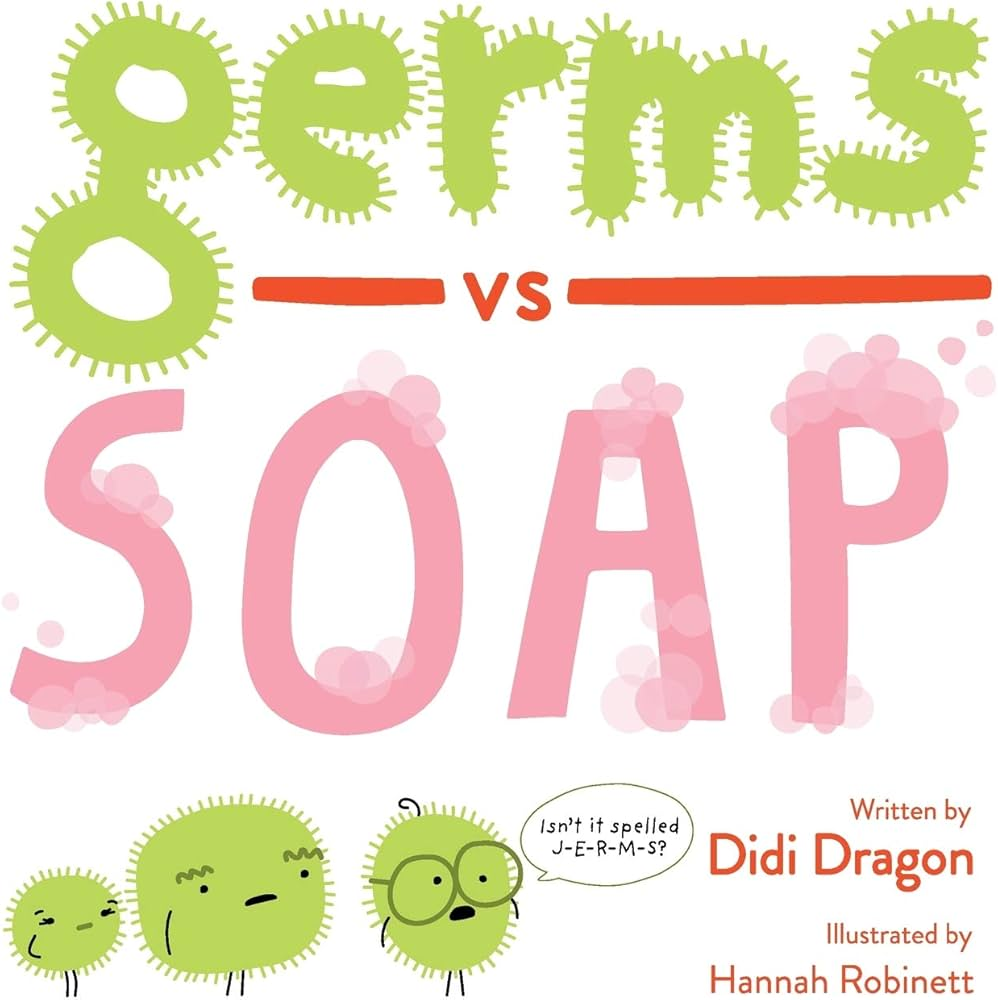 germs
vs
SOAP
Isn't it spelled
J-E-R-M-S?
Written by
Didi Dragon
Illustrated by
Hannah Robinett